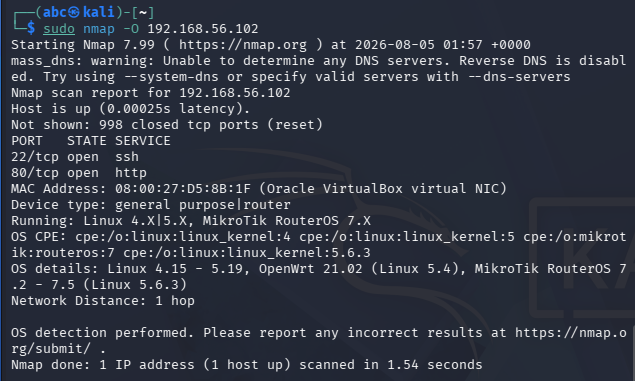 ┌──(abc㉿kali)-[~]
└─$ sudo nmap -O 192.168.56.102
Starting Nmap 7.99 ( https://nmap.org ) at 2026-08-05 01:57 +0000
mass_dns: warning: Unable to determine any DNS servers. Reverse DNS is disabl
ed. Try using --system-dns or specify valid servers with --dns-servers
Nmap scan report for 192.168.56.102
Host is up (0.00025s latency).
Not shown: 998 closed tcp ports (reset)
PORT   STATE SERVICE
22/tcp open  ssh
80/tcp open  http
MAC Address: 08:00:27:D5:8B:1F (Oracle VirtualBox virtual NIC)
Device type: general purpose|router
Running: Linux 4.X|5.X, MikroTik RouterOS 7.X
OS CPE: cpe:/o:linux:linux_kernel:4 cpe:/o:linux:linux_kernel:5 cpe:/o:mikrot
ik:routeros:7 cpe:/o:linux:linux_kernel:5.6.3
OS details: Linux 4.15 - 5.19, OpenWrt 21.02 (Linux 5.4), MikroTik RouterOS 7
.2 - 7.5 (Linux 5.6.3)
Network Distance: 1 hop

OS detection performed. Please report any incorrect results at https://nmap.o
rg/submit/ .
Nmap done: 1 IP address (1 host up) scanned in 1.54 seconds